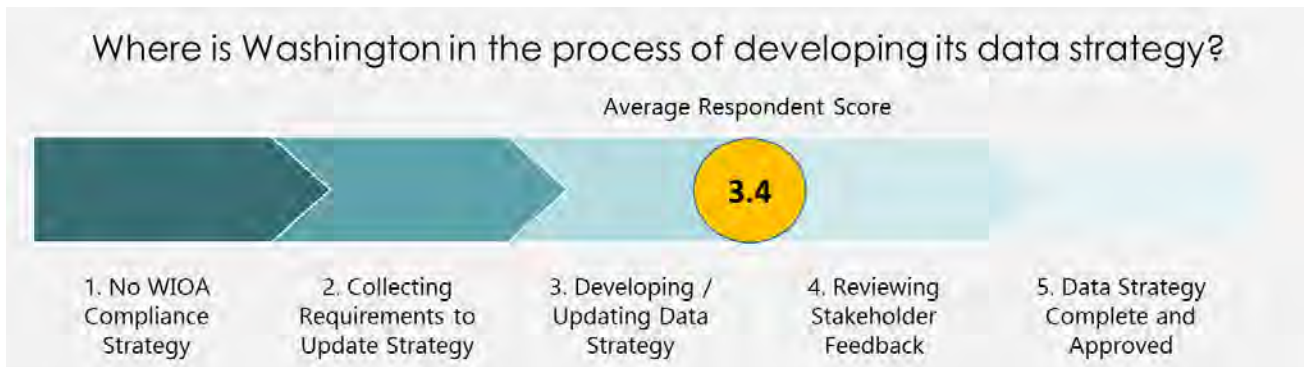 Where is Washington in the process of developing its data strategy?
Average Respondent Score
3.4
1. No WIOA
Compliance
Strategy
2. Collecting
Requirements to
Update Strategy
3. Developing /
Updating Data
Strategy
4. Reviewing
Stakeholder
Feedback
5. Data Strategy
Complete and
Approved